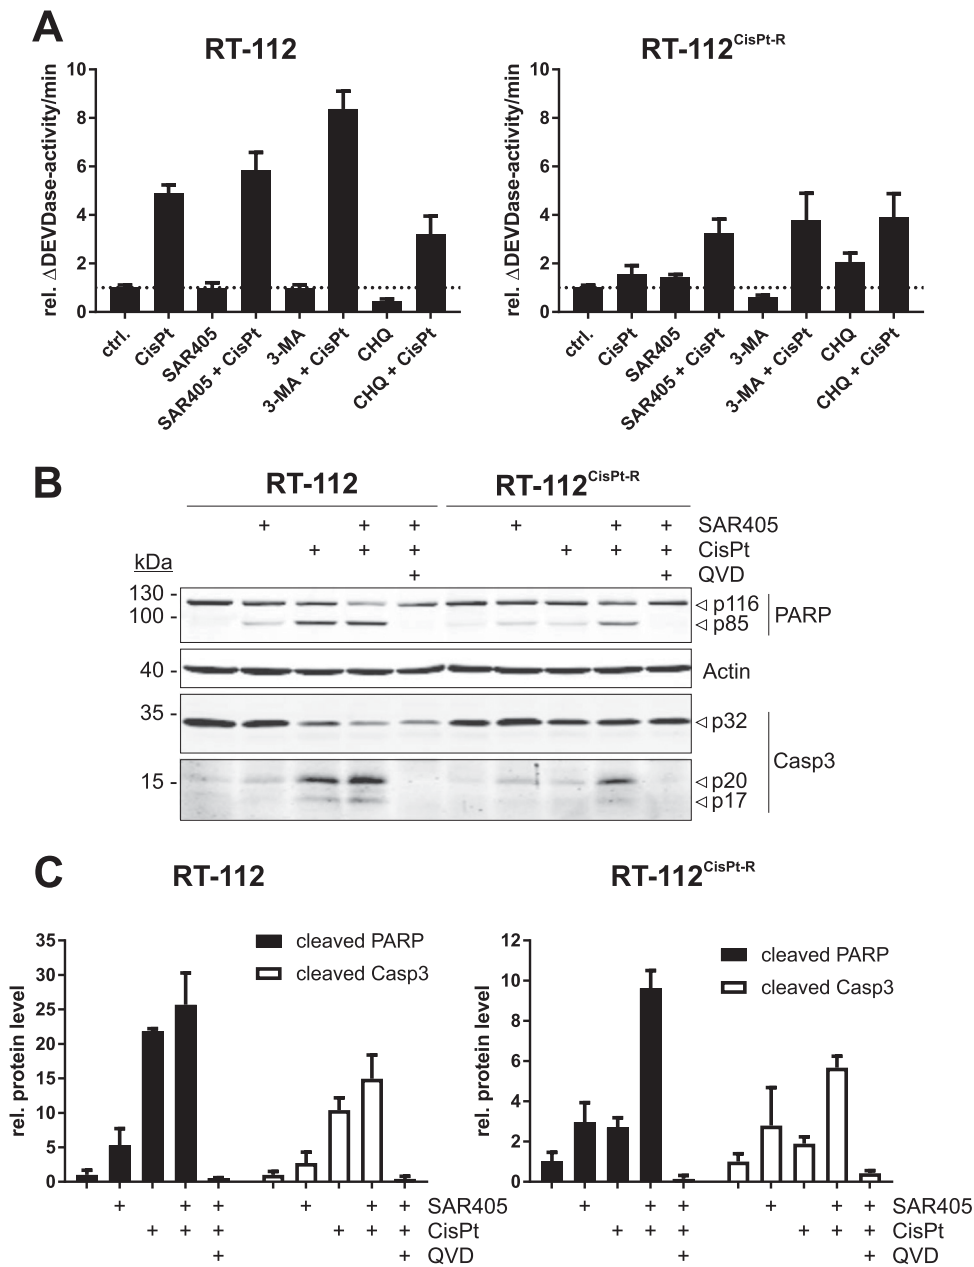 A
RT-112
RT-112CisPt-R
rel. ΔDEVDase-activity/min
10
8
6
4
2
0
ctrl.
CisPt
SAR405
SAR405 + CisPt
3-MA
3-MA + CisPt
CHQ
CHQ + CisPt
rel. ΔDEVDase-activity/min
10
8
6
4
2
0
ctrl.
CisPt
SAR405
SAR405 + CisPt
3-MA
3-MA + CisPt
CHQ
CHQ + CisPt
B
RT-112
RT-112CisPt-R
+ + + + + + SAR405
+ + + + + + CisPt
+ + QVD
kDa
130 -
100 -
◁ p116
◁ p85
PARP
40 -
Actin
35 -
◁ p32
Casp3
15 -
◁ p20
◁ p17
C
RT-112
RT-112CisPt-R
rel. protein level
35
30
25
20
15
10
5
0
cleaved PARP
cleaved Casp3
rel. protein level
12
10
8
6
4
2
0
cleaved PARP
cleaved Casp3
+ + + + + + + + + + + + SAR405
+ + + + + + + + + + + + CisPt
+ + + + QVD